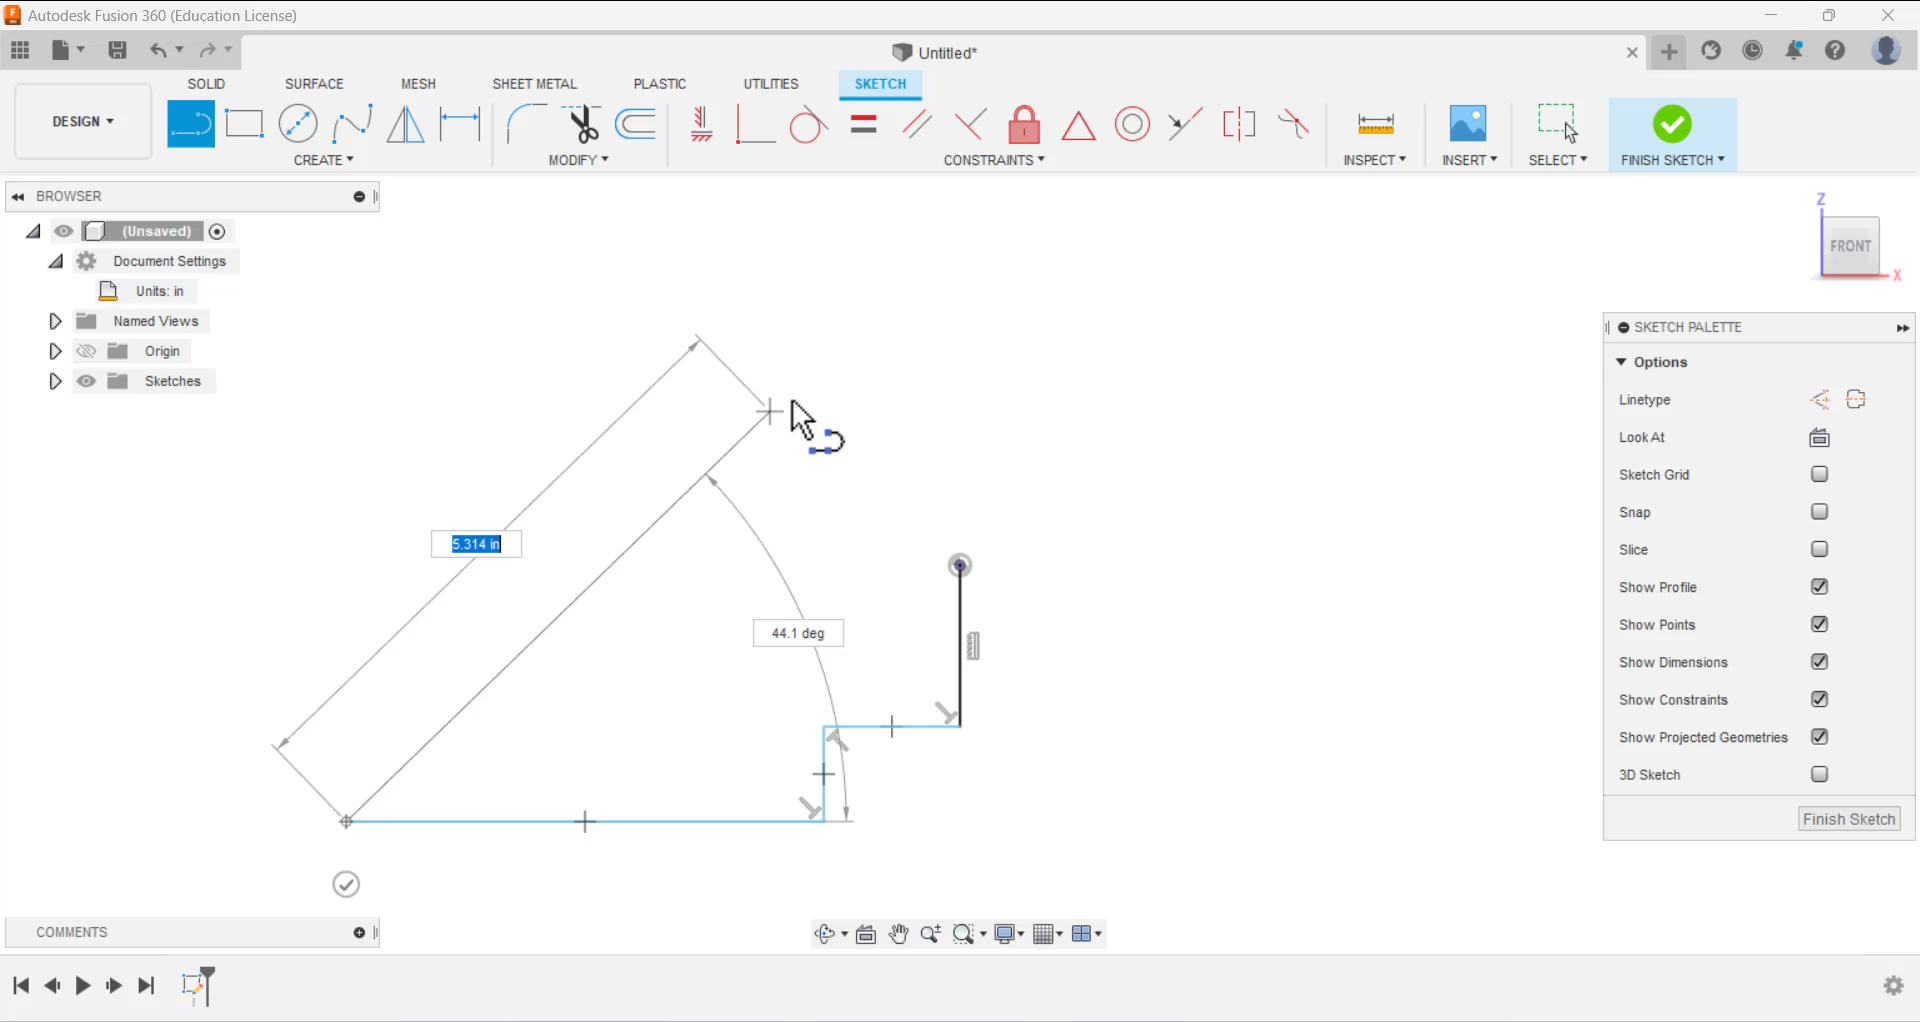 Autodesk Fusion 360 (Education License)
Untitled*
SOLID SURFACE MESH SHEET METAL PLASTIC UTILITIES SKETCH
DESIGN
CREATE MODIFY CONSTRAINTS INSPECT INSERT SELECT FINISH SKETCH
BROWSER
(Unsaved)
Document Settings
Units: in
Named Views
Origin
Sketches
Z
FRONT
X
5.314 in
44.1 deg
SKETCH PALETTE
Options
Linetype
Look At
Sketch Grid
Snap
Slice
Show Profile
Show Points
Show Dimensions
Show Constraints
Show Projected Geometries
3D Sketch
Finish Sketch
COMMENTS